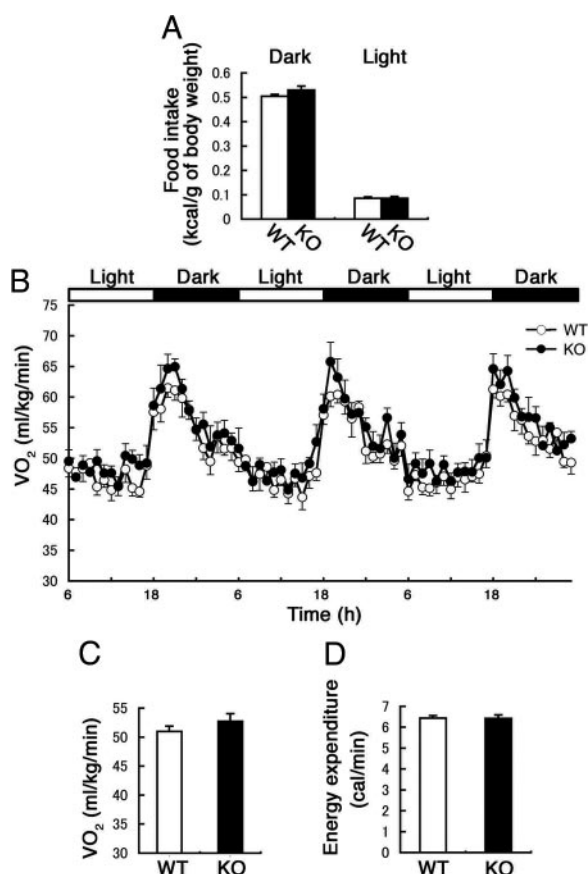 A
Dark Light
Food intake
(kcal/g of body weight)
0.6
0.5
0.4
0.3
0.2
0.1
0
WT KO WT KO
B
Light Dark Light Dark Light Dark
VO2 (ml/kg/min)
75
70
65
60
55
50
45
40
35
30
WT
KO
6 18 6 18 6 18
Time (h)
C
VO2 (ml/kg/min)
55
50
45
40
35
30
WT KO
D
Energy expenditure
(cal/min)
7
6
5
4
3
2
1
0
WT KO